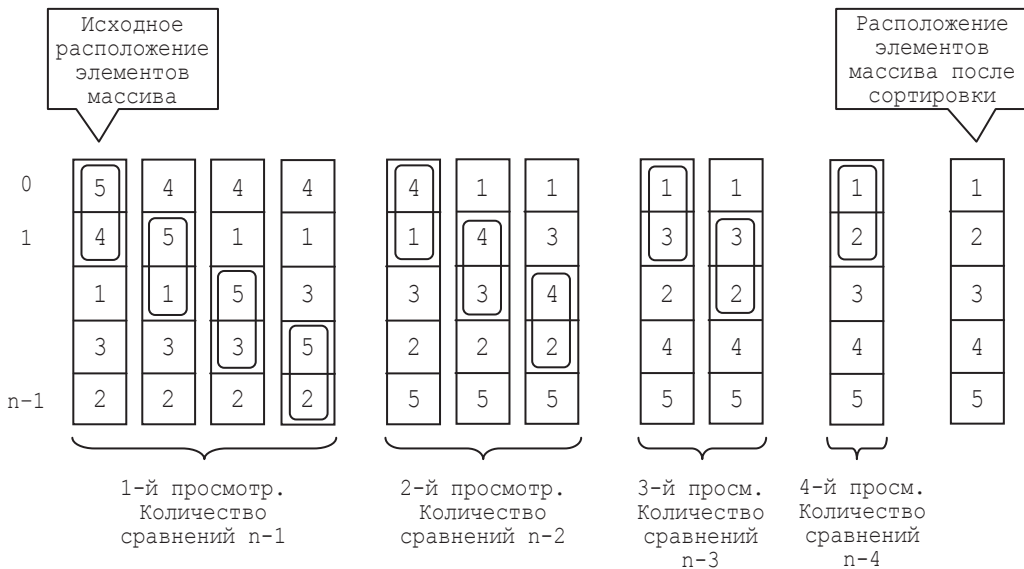 Исходное
расположение
элементов
массива
Расположение
элементов
массива после
сортировки
0 5 4 4 4 4 1 1 1 1 1 1
1 4 5 1 1 1 4 3 3 3 2 2
1 1 5 3 3 3 4 2 2 3 3
3 3 3 5 2 2 2 4 4 4 4
n-1 2 2 2 2 5 5 5 5 5 5 5
1-й просмотр.
Количество
сравнений n-1
2-й просмотр.
Количество
сравнений n-2
3-й просм.
Количество
сравнений
n-3
4-й просм.
Количество
сравнений
n-4